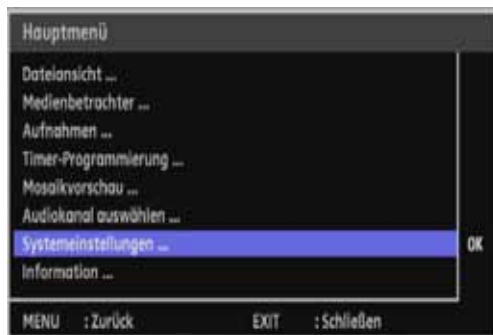 Hauptmenü
Dateiansicht ...
Medienbetrachter ...
Aufnahmen ...
Timer-Programmierung ...
Mosaikvorschau ...
Audiokanal auswählen ...
Systemeinstellungen ... OK
Information ...
MENU : Zurück EXIT : Schließen